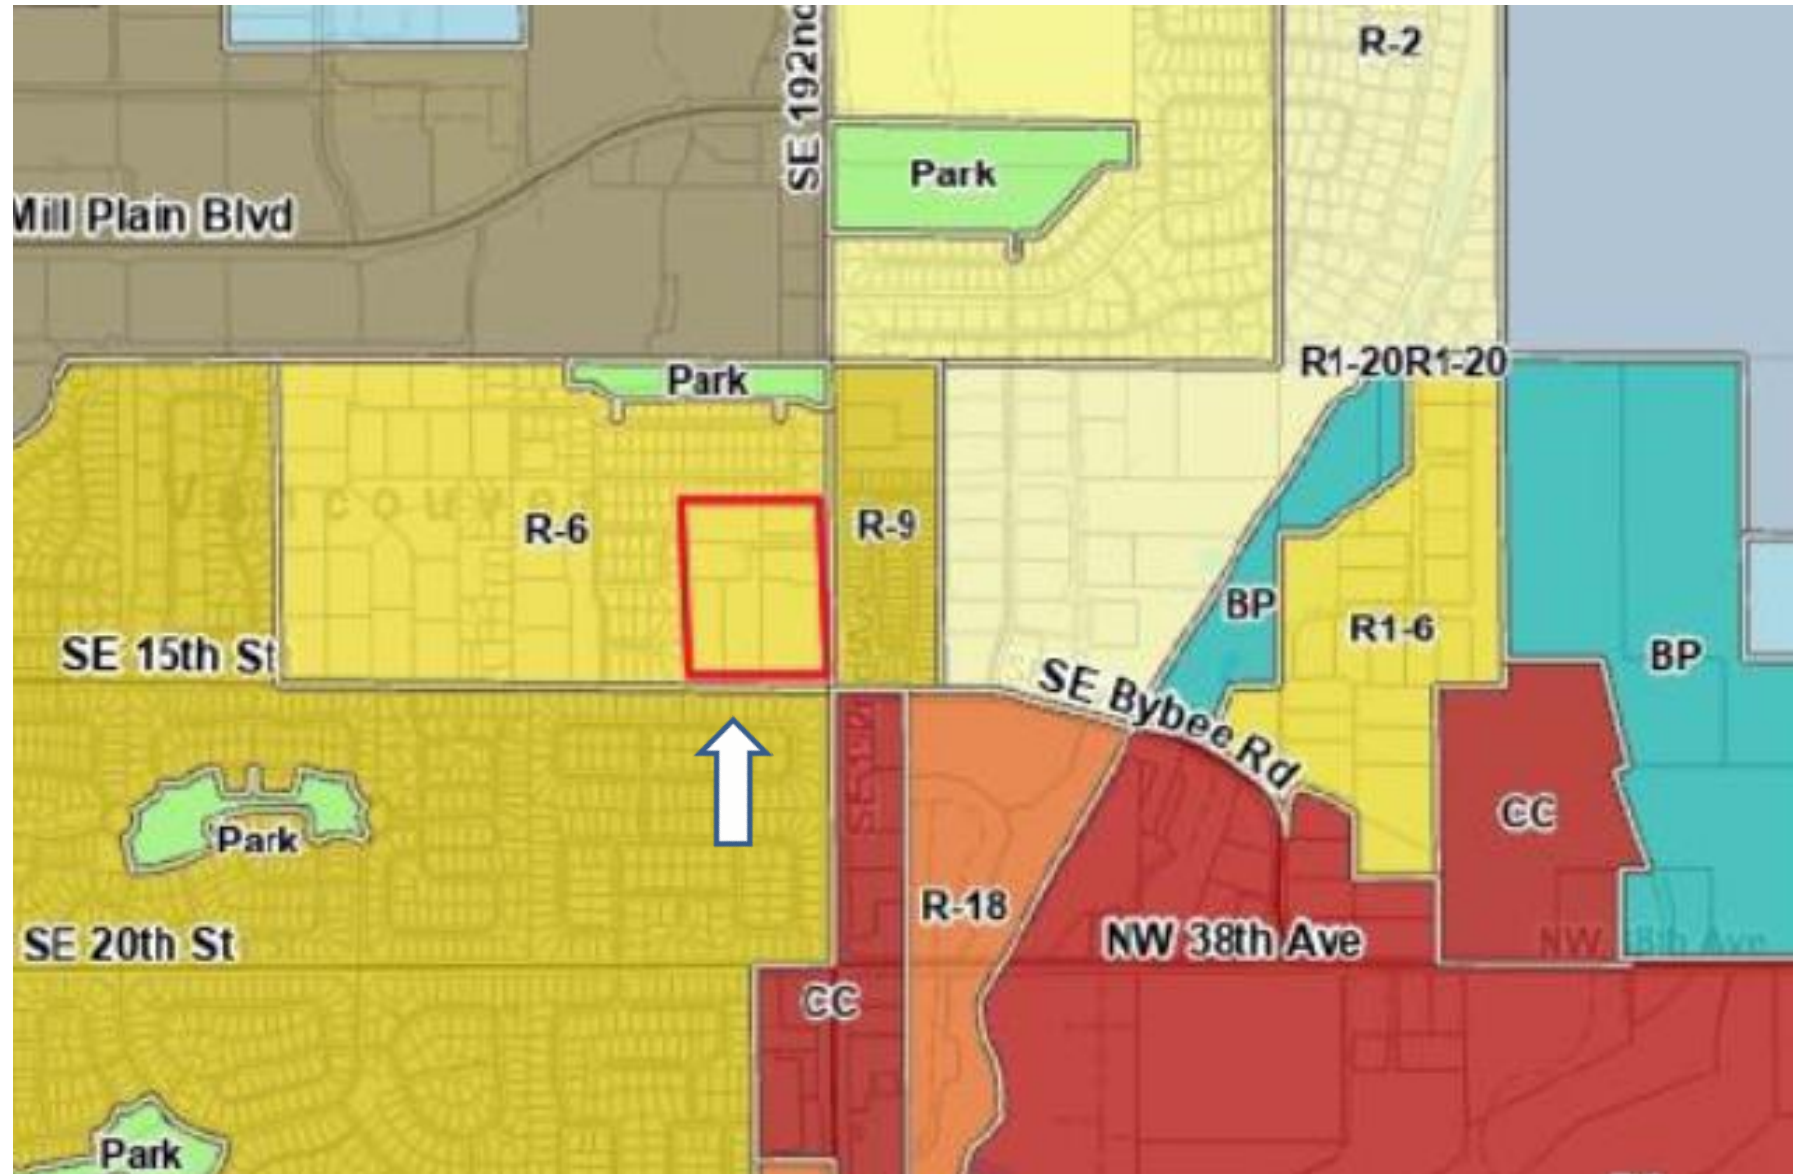 R-2
SE 192nd
Park
Mill Plain Blvd
R1-20R1-20
Park
Vancouver
R-6
R-9
BP
R1-6
BP
SE 15th St
SE Bybee Rd
CC
Park
R-18
SE 20th St
NW 38th Ave
CC
Park